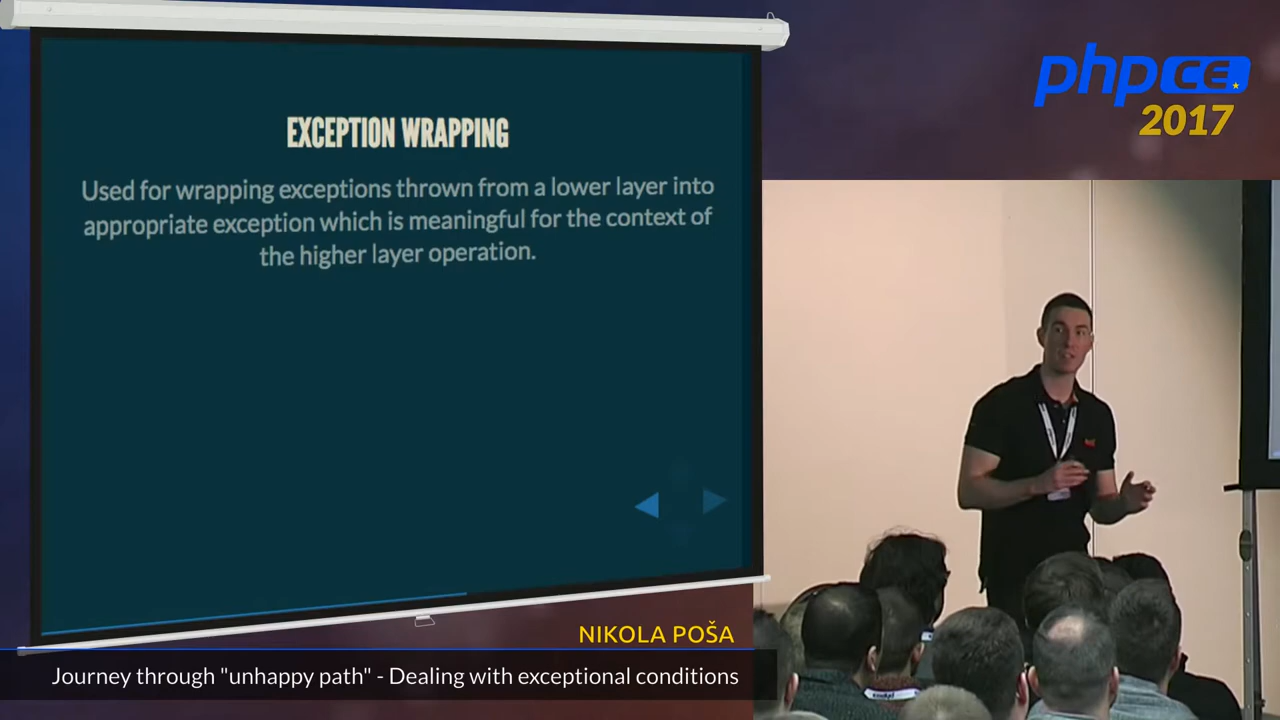 EXCEPTION WRAPPING
Used for wrapping exceptions thrown from a lower layer into
appropriate exception which is meaningful for the context of
the higher layer operation.
phpCE
2017
NIKOLA POŠA
Journey through "unhappy path" - Dealing with exceptional conditions